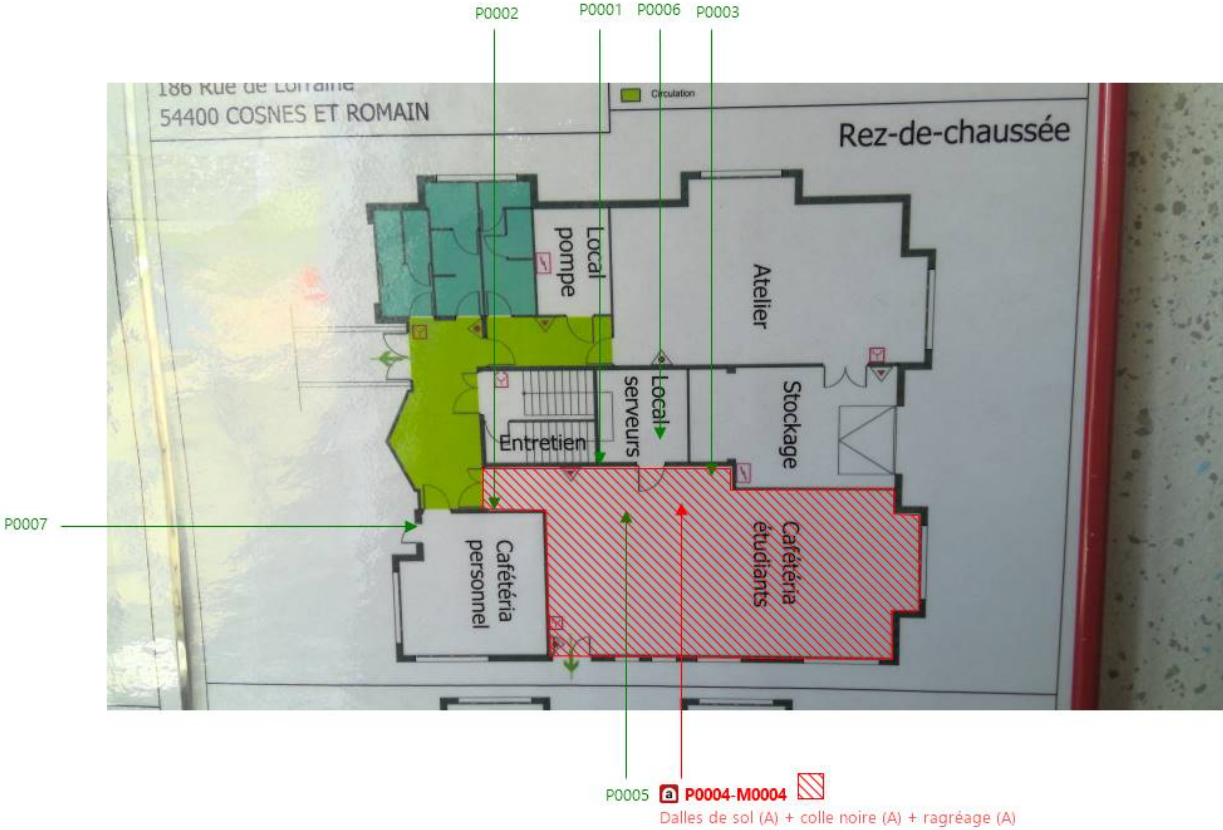 P0002
P0001
P0006
P0003
186 Rue de Lorraine
54400 COSNES ET ROMAIN
Circulation
Rez-de-chaussée
Local
pompe
Atelier
Local
serveurs
Stockage
Entretien
P0007
Cafétéria
personnel
Cafétéria
étudiants
P0005
a P0004-M0004
Dalles de sol (A) + colle noire (A) + ragréage (A)